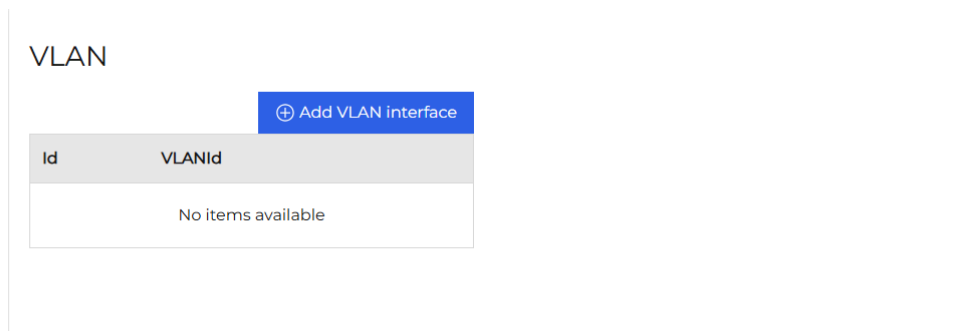 VLAN
Add VLAN interface
Id VLANId
No items available